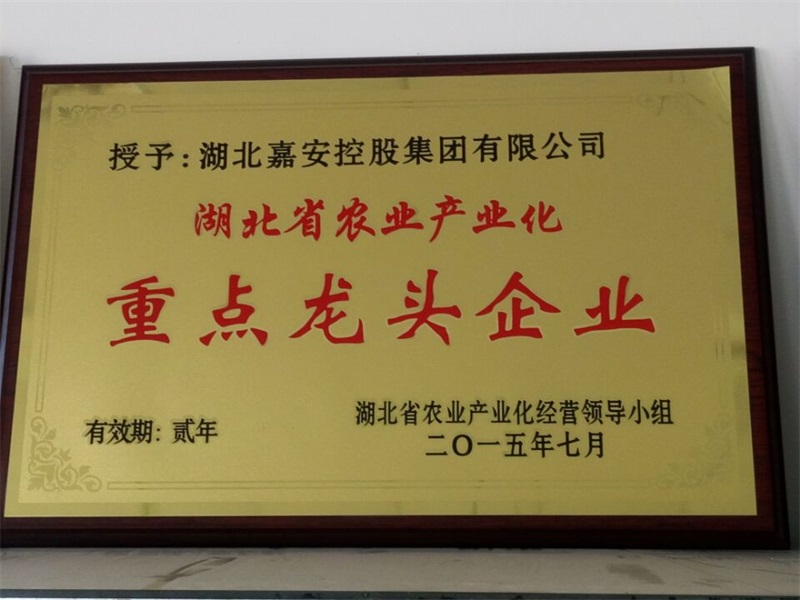 授予:湖北嘉安控股集团有限公司
湖北省农业产业化
重点龙头企业
有效期:贰年
湖北省农业产业化经营领导小组
二〇一五年七月